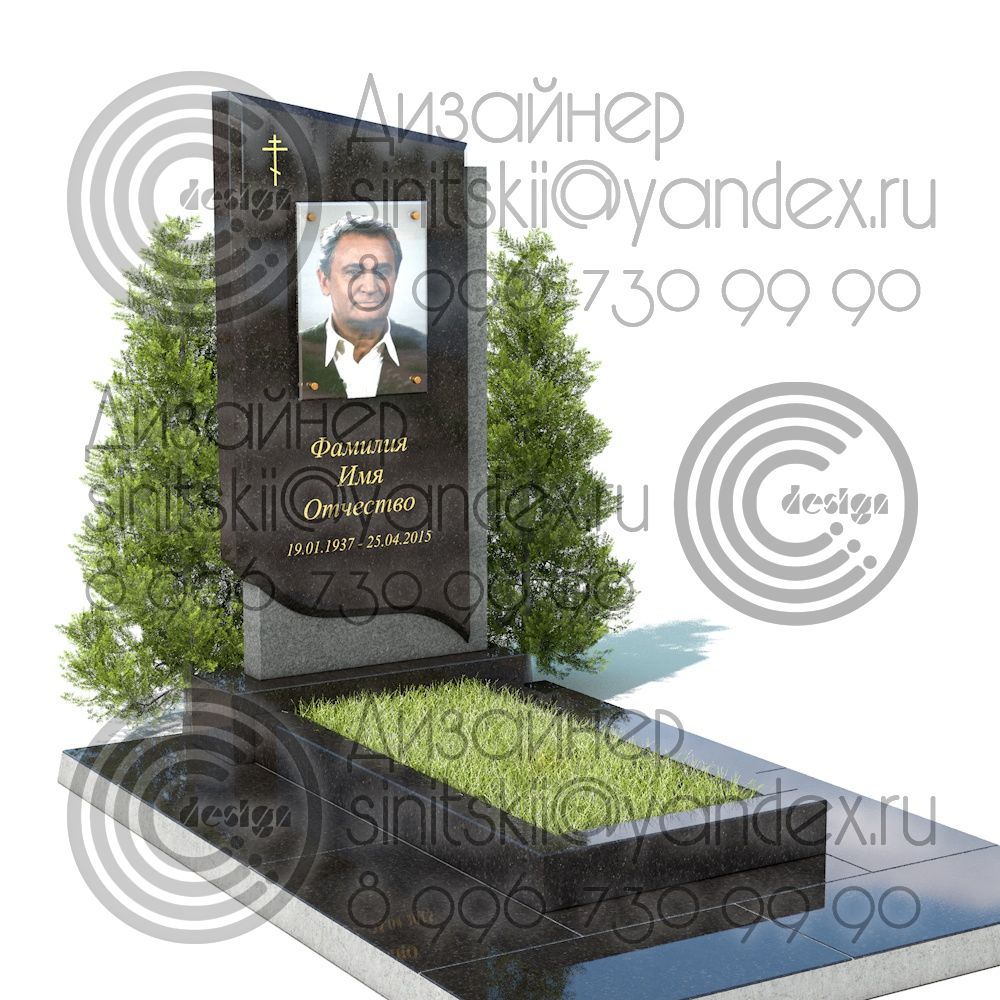 Дизайнер
sinitskii@yandex.ru
8 996 730 99 90
design
Дизайнер
sinitskii@yandex.ru
8 996 730 99 90
design
Фамилия
Имя
Отчество
19.01.1937 - 25.04.2015
Дизайнер
sinitskii@yandex.ru
8 996 730 99 90
design